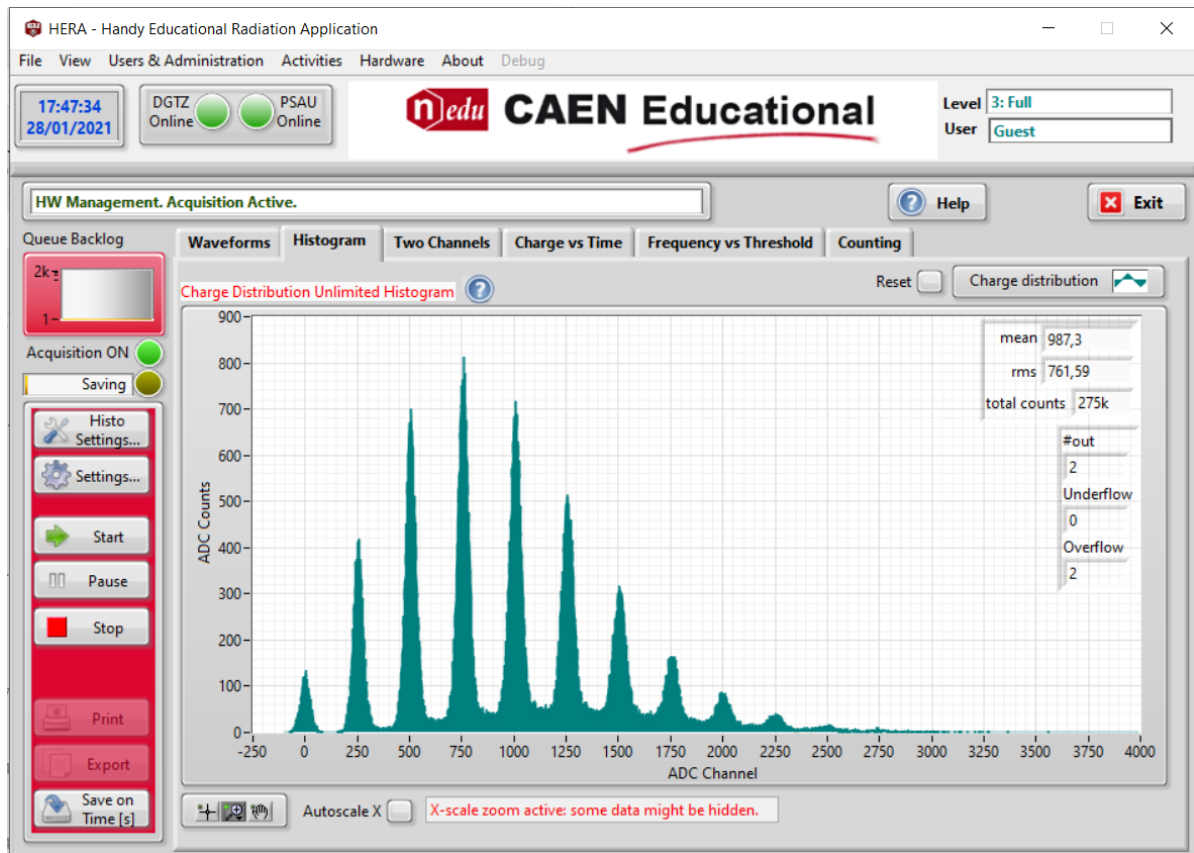 HERA - Handy Educational Radiation Application
File View Users & Administration Activities Hardware About Debug
17:47:34
28/01/2021
DGTZ
Online
PSAU
Online
n edu CAEN Educational
Level 3: Full
User Guest
HW Management. Acquisition Active.
Help
Exit
Queue Backlog
2k
1
Acquisition ON
Saving
Histo
Settings...
Settings...
Start
Pause
Stop
Print
Export
Save on
Time [s]
Waveforms Histogram Two Channels Charge vs Time Frequency vs Threshold Counting
Charge Distribution Unlimited Histogram
Reset
Charge distribution
900
800
700
600
500
400
300
200
100
0
ADC Counts
mean 987,3
rms 761,59
total counts 275k
#out
2
Underflow
0
Overflow
2
-250 0 250 500 750 1000 1250 1500 1750 2000 2250 2500 2750 3000 3250 3500 3750 4000
ADC Channel
Autoscale X
X-scale zoom active: some data might be hidden.